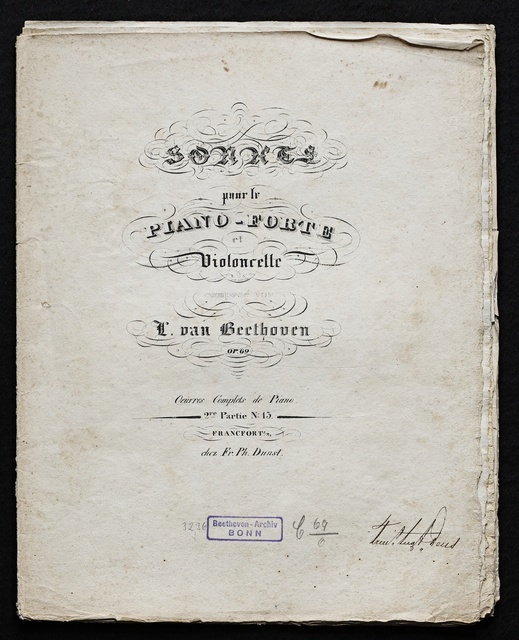 SONATE
pour le
PIANO-FORTE
et
Violoncelle
L. van Beethoven
OP. 69
Oeuvres Complets de Piano.
2me Partie No. 15.
FRANCFORT s/m,
chez Fr. Ph. Dunst.
3236
Beethoven-Archiv
BONN
C 69
6